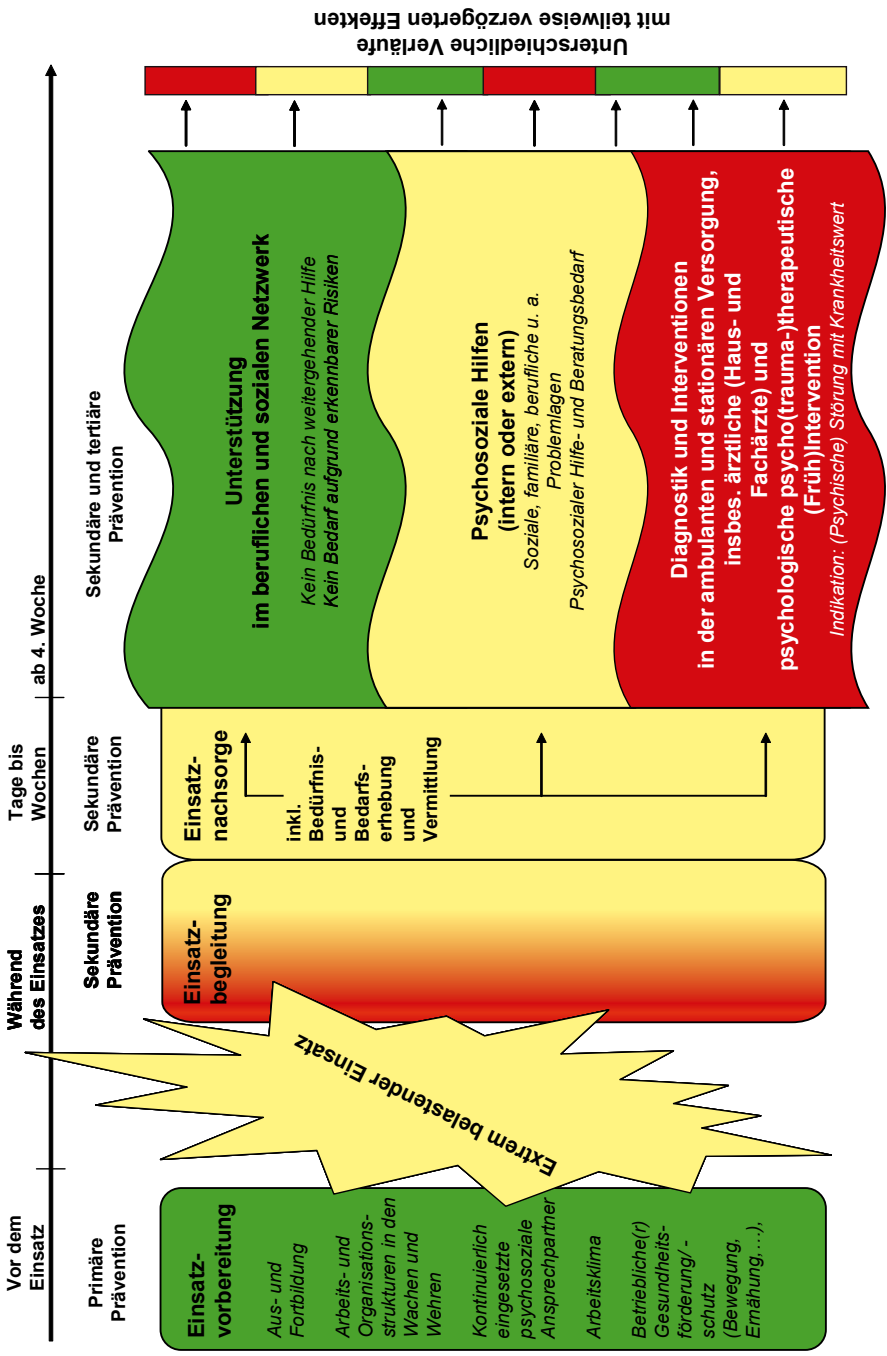 Vor dem
Einsatz
Während
des Einsatzes
Tage bis
Wochen
ab 4. Woche
Primäre
Prävention
Sekundäre
Prävention
Sekundäre
Prävention
Sekundäre und tertiäre
Prävention
Einsatz-
vorbereitung
Aus- und
Fortbildung
Arbeits- und
Organisations-
strukturen in den
Wachen und
Wehren
Kontinuierlich
eingesetzte
psychosoziale
Ansprechpartner
Arbeitsklima
Betriebliche(r)
Gesundheits-
förderung/ -
schutz
(Bewegung,
Ernähung,...),
Extrem belastender Einsatz
Einsatz-
begleitung
Einsatz-
nachsorge
inkl.
Bedürfnis-
und
Bedarfs-
erhebung
und
Vermittlung
Unterstützung
im beruflichen und sozialen Netzwerk
Kein Bedürfnis nach weitergehender Hilfe
Kein Bedarf aufgrund erkennbarer Risiken
Psychosoziale Hilfen
(intern oder extern)
Soziale, familiäre, berufliche u. a.
Problemlagen
Psychosozialer Hilfe- und Beratungsbedarf
Diagnostik und Interventionen
in der ambulanten und stationären Versorgung,
insbes. ärztliche (Haus- und
Fachärzte) und
psychologische psycho(trauma-)therapeutische
(Früh)Intervention
Indikation: (Psychische) Störung mit Krankheitswert
Unterschiedliche Verläufe
mit teilweise verzögerten Effekten